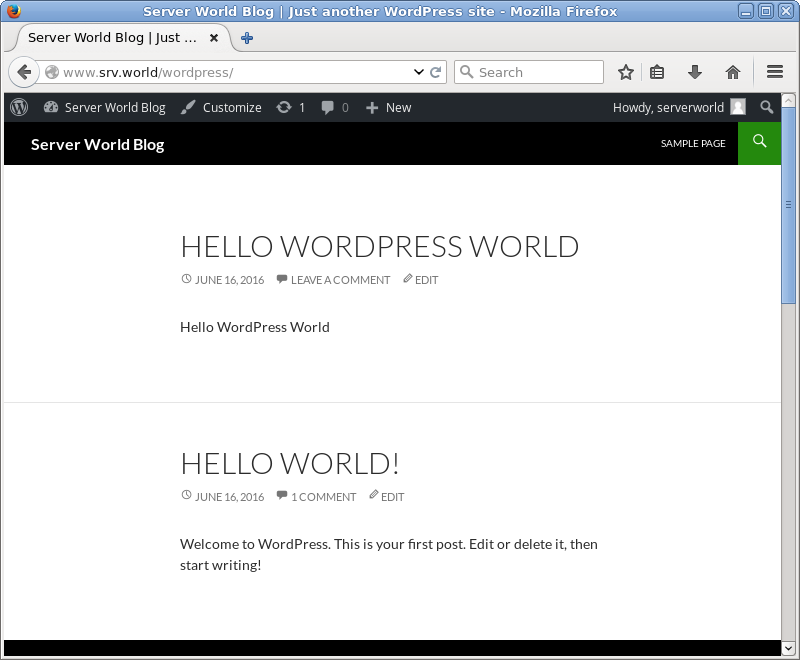 Server World Blog | Just another WordPress site - Mozilla Firefox
Server World Blog | Just ...
www.srv.world/wordpress/
Search
Server World Blog Customize 1 0 New Howdy, serverworld
Server World Blog SAMPLE PAGE
HELLO WORDPRESS WORLD
JUNE 16, 2016 LEAVE A COMMENT EDIT
Hello WordPress World
HELLO WORLD!
JUNE 16, 2016 1 COMMENT EDIT
Welcome to WordPress. This is your first post. Edit or delete it, then
start writing!